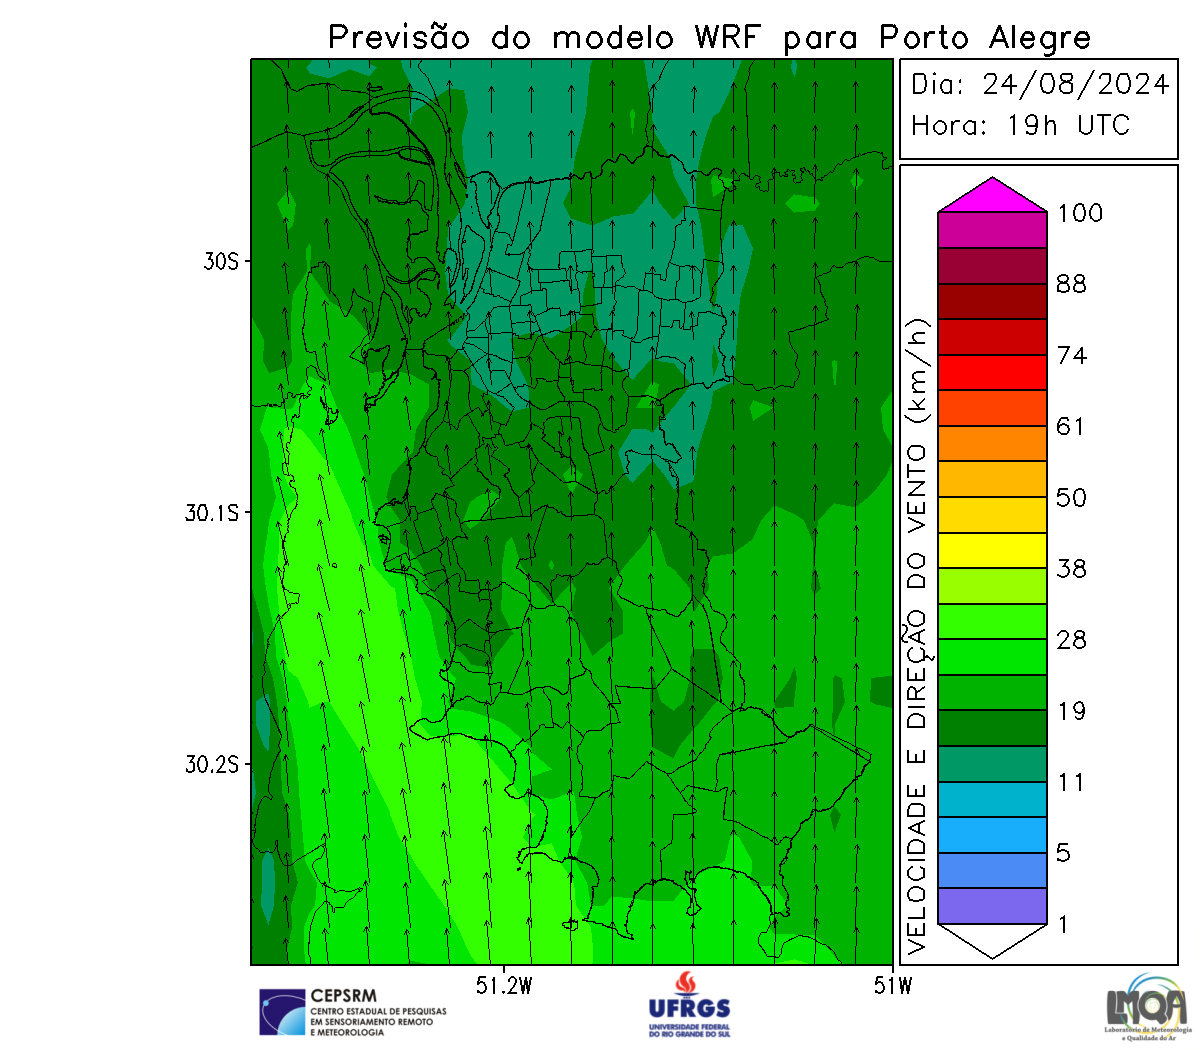 Previsão do modelo WRF para Porto Alegre
Dia: 24/08/2024
Hora: 19h UTC
30S
30.1S
30.2S
51.2W
51W
VELOCIDADE E DIREÇÃO DO VENTO (km/h)
100
88
74
61
50
38
28
19
11
5
1
CEPSRM
CENTRO ESTADUAL DE PESQUISAS
EM SENSORIAMENTO REMOTO
E METEOROLOGIA
UFRGS
UNIVERSIDADE FEDERAL
DO RIO GRANDE DO SUL
LMQA
Laboratório de Meteorologia
e Qualidade do Ar